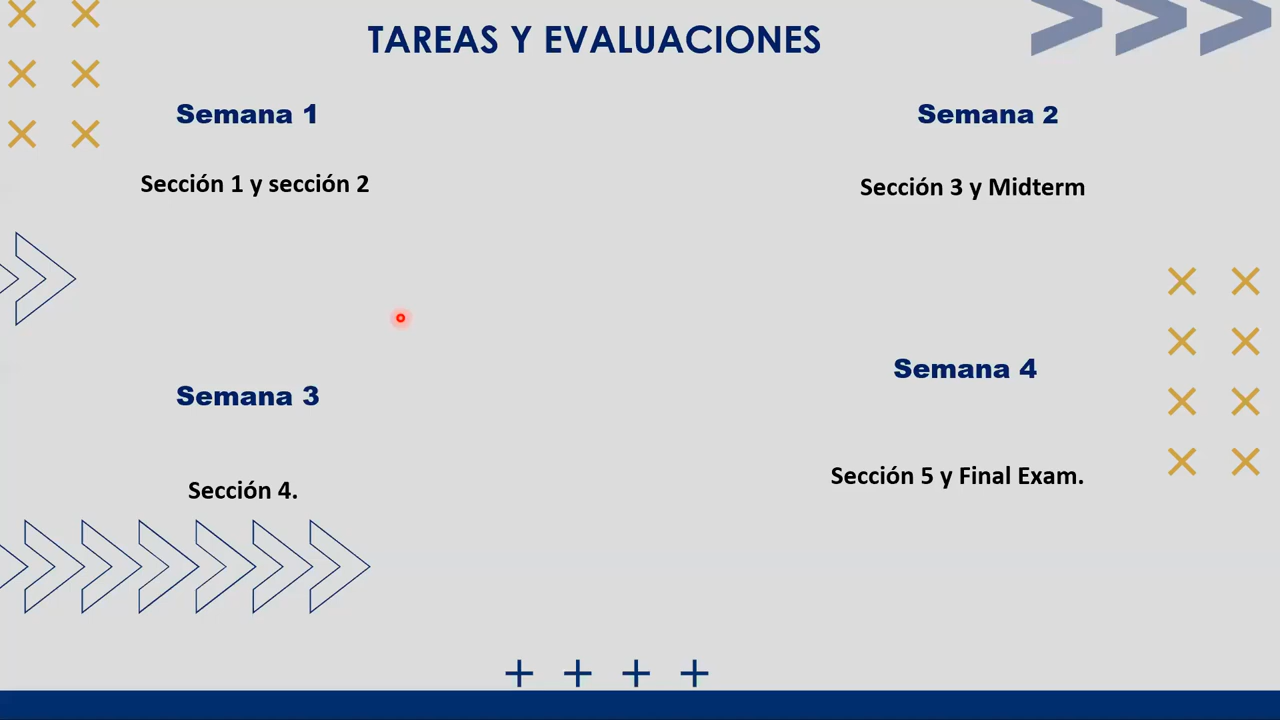 TAREAS Y EVALUACIONES
Semana 1
Sección 1 y sección 2
Semana 2
Sección 3 y Midterm
Semana 3
Sección 4.
Semana 4
Sección 5 y Final Exam.